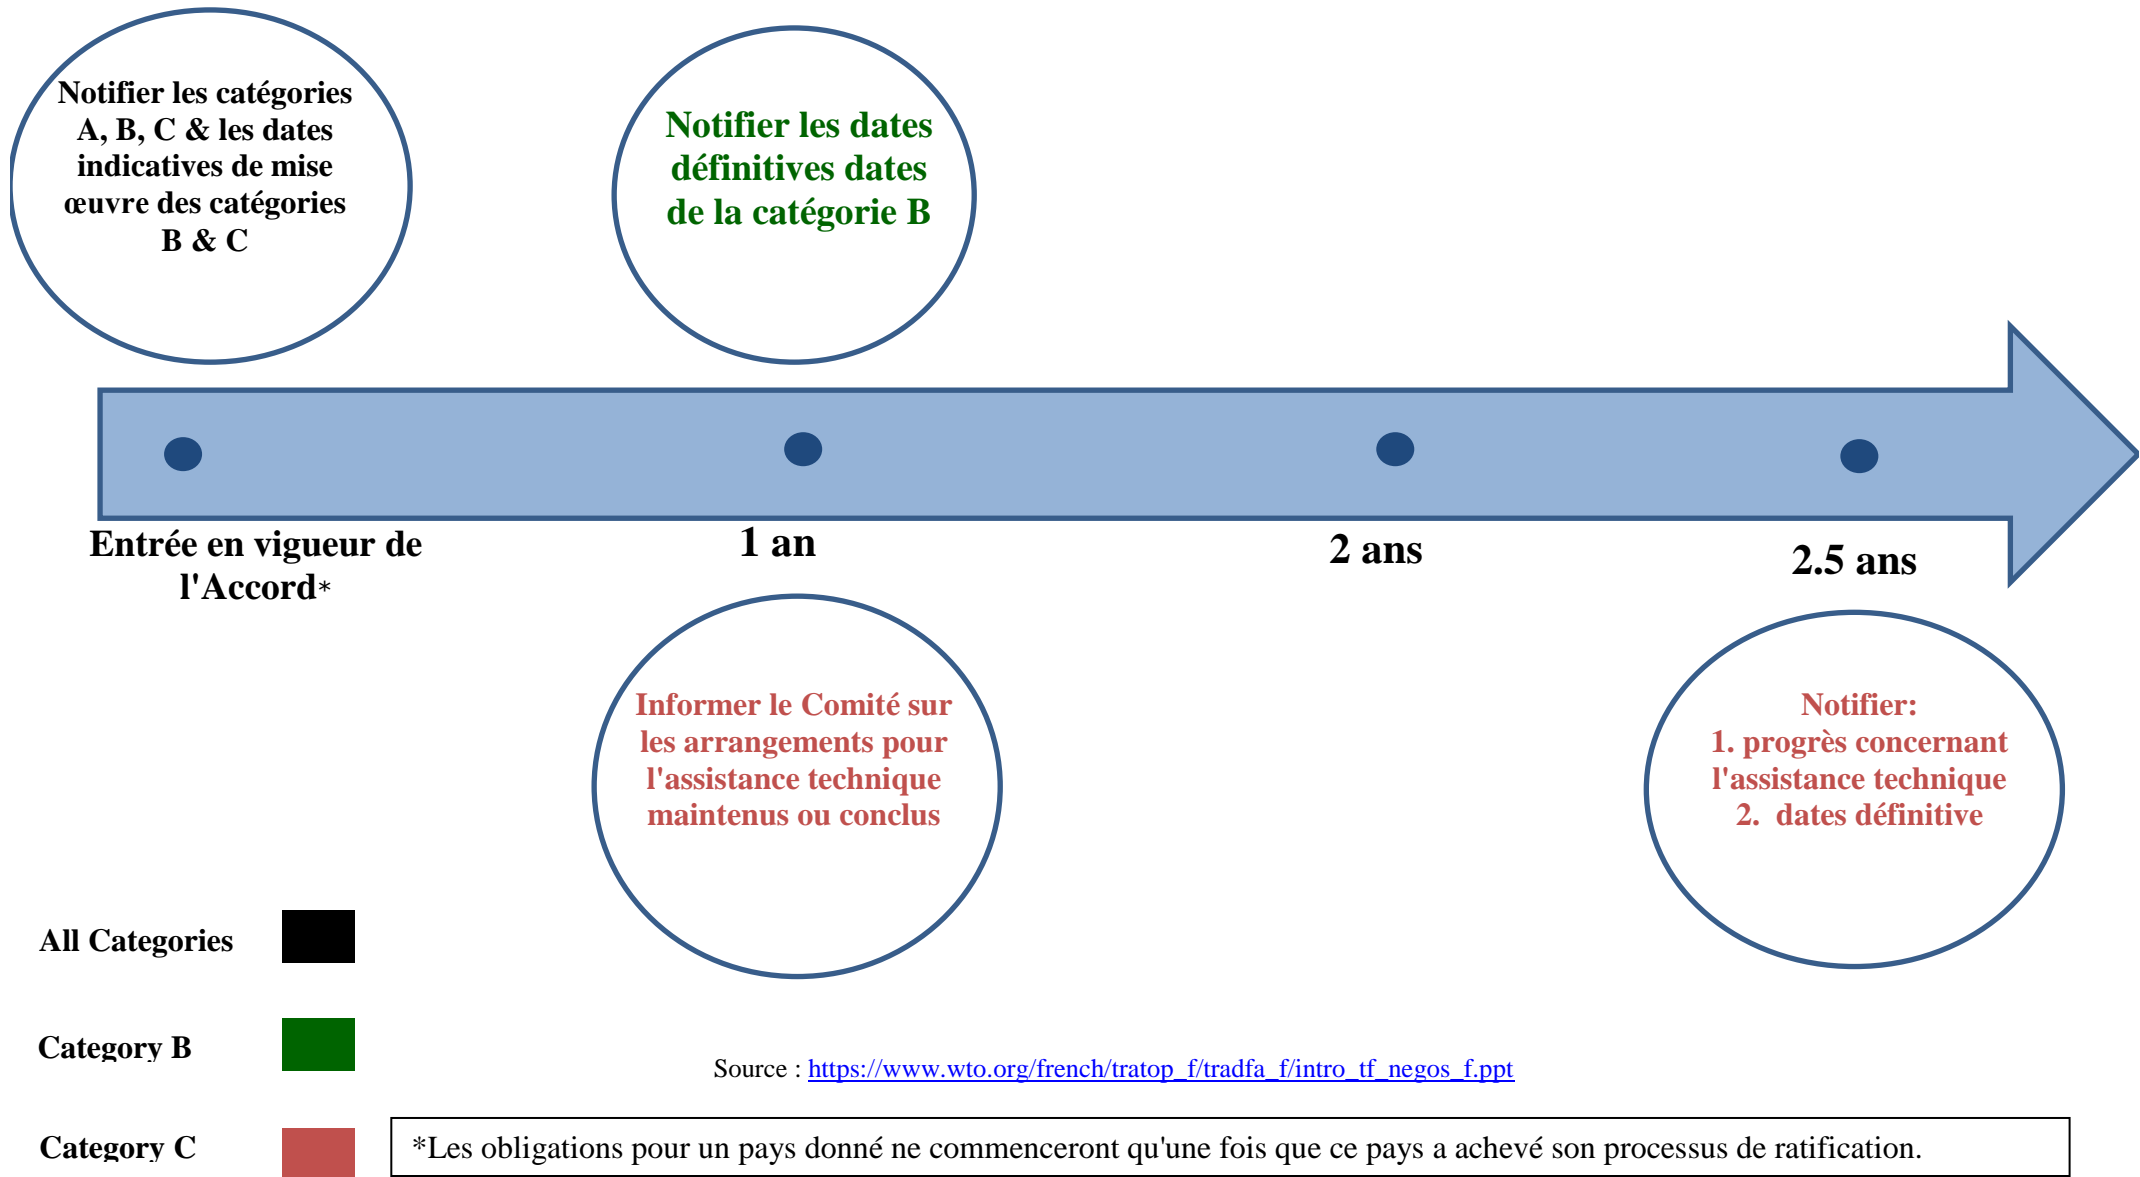 Notifier les catégories
A, B, C & les dates
indicatives de mise
œuvre des catégories
B & C
Notifier les dates
définitives dates
de la catégorie B
Entrée en vigueur de
l'Accord*
1 an
2 ans
2.5 ans
Informer le Comité sur
les arrangements pour
l'assistance technique
maintenus ou conclus
Notifier:
1. progrès concernant
l'assistance technique
2. dates définitive
All Categories
Category B
Category C
Source : https://www.wto.org/french/tratop_f/tradfa_f/intro_tf_negos_f.ppt
*Les obligations pour un pays donné ne commenceront qu'une fois que ce pays a achevé son processus de ratification.